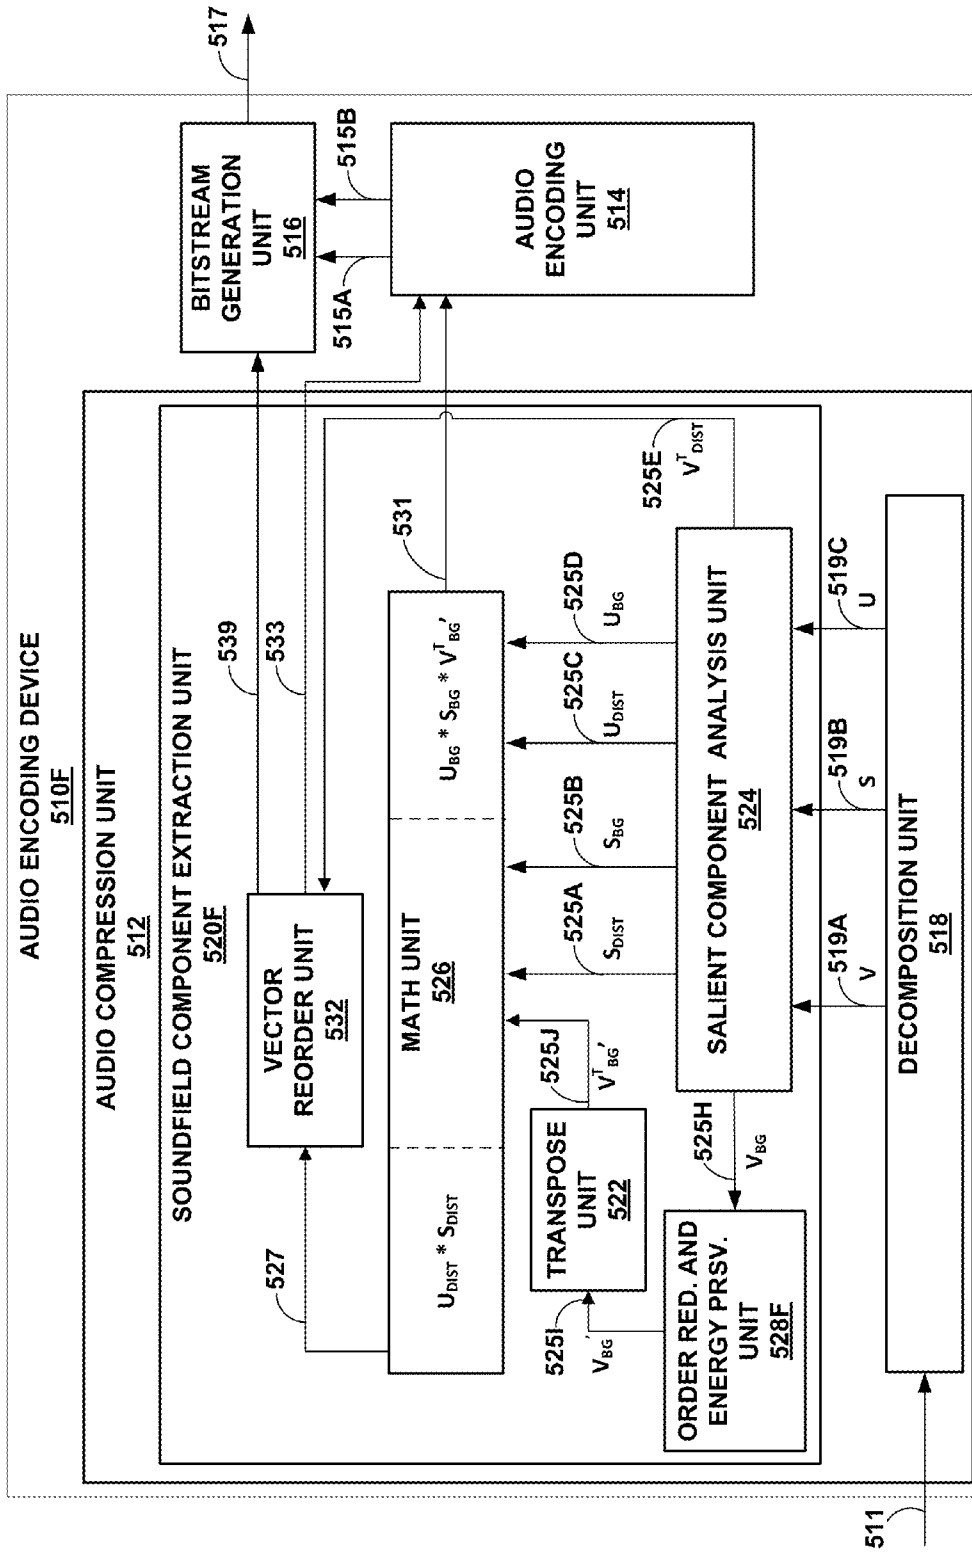 AUDIO ENCODING DEVICE
510F
AUDIO COMPRESSION UNIT
512
SOUNDFIELD COMPONENT EXTRACTION UNIT
520F
527
VECTOR
REORDER UNIT
532
539
533
U_DIST * S_DIST
MATH UNIT
526
U_BG * S_BG * V^T_BG'
531
525I
V_BG'
TRANSPOSE
UNIT
522
525J
V^T_BG'
525A
S_DIST
525B
S_BG
525C
U_DIST
525D
U_BG
525E
V^T_DIST
ORDER RED. AND
ENERGY PRSV.
UNIT
528F
525H
V_BG
SALIENT COMPONENT ANALYSIS UNIT
524
519A
V
519B
S
519C
U
DECOMPOSITION UNIT
518
511
BITSTREAM
GENERATION
UNIT
516
517
515A
515B
AUDIO
ENCODING
UNIT
514